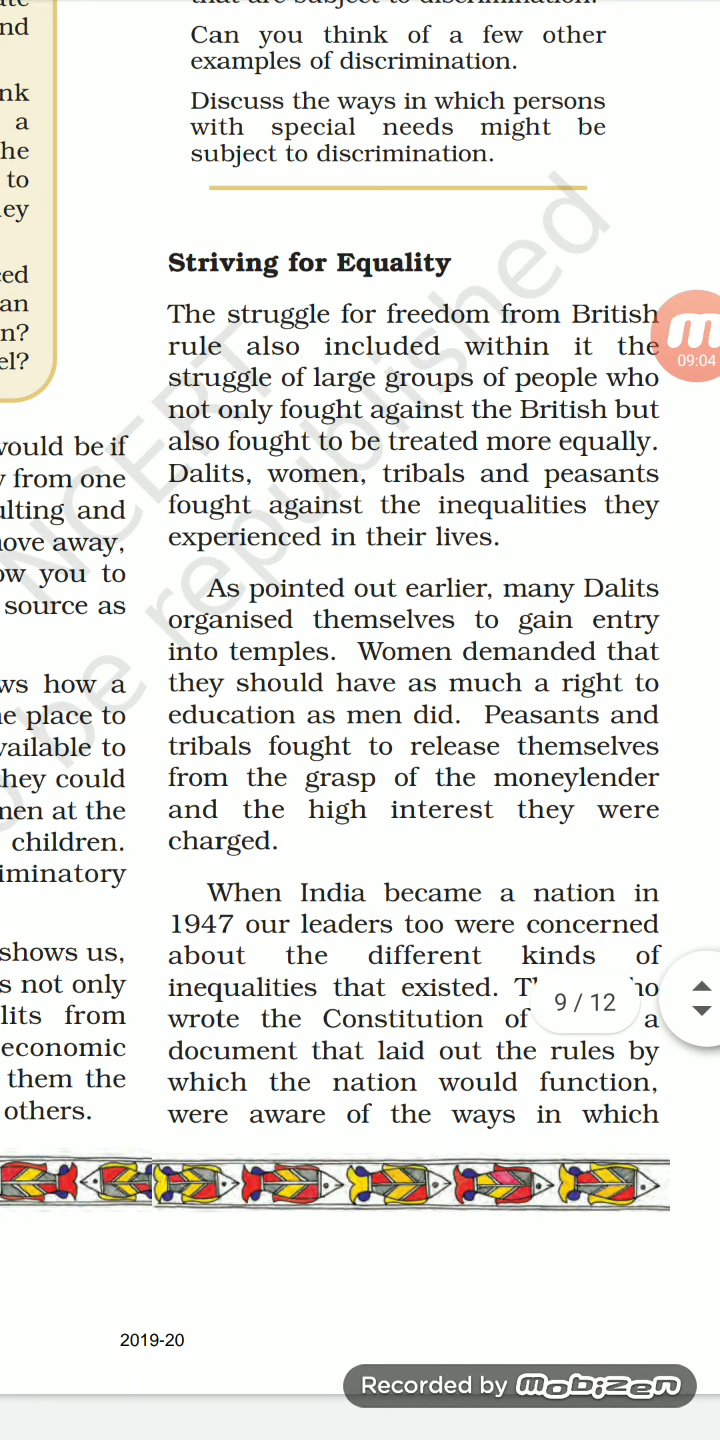 that are subject to discrimination.
Can you think of a few other
examples of discrimination.
Discuss the ways in which persons
with special needs might be
subject to discrimination.
nd
nk
a
he
to
ey
ed
an
n?
el?
would be if
y from one
ulting and
ove away,
ow you to
source as
ws how a
e place to
vailable to
hey could
men at the
children.
iminatory
shows us,
s not only
lits from
economic
them the
others.
Striving for Equality
The struggle for freedom from British
rule also included within it the
struggle of large groups of people who
not only fought against the British but
also fought to be treated more equally.
Dalits, women, tribals and peasants
fought against the inequalities they
experienced in their lives.
As pointed out earlier, many Dalits
organised themselves to gain entry
into temples. Women demanded that
they should have as much a right to
education as men did. Peasants and
tribals fought to release themselves
from the grasp of the moneylender
and the high interest they were
charged.
When India became a nation in
1947 our leaders too were concerned
about the different kinds of
inequalities that existed.
wrote the Constitution of a
document that laid out the rules by
which the nation would function,
were aware of the ways in which
NCERT
be republished
09:04
9 / 12
2019-20
Recorded by Mobizen